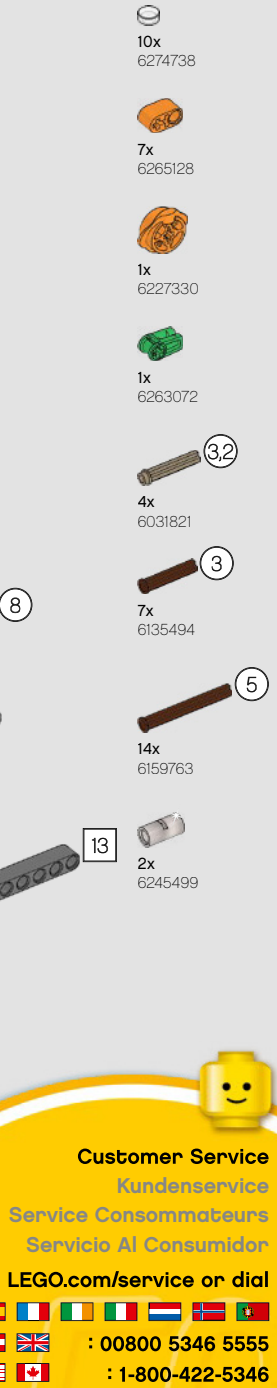 10x
6274738
7x
6265128
1x
6227330
1x
6263072
3,2
4x
6031821
3
7x
6135494
8
5
14x
6159763
13
2x
6245499
Customer Service
Kundenservice
Service Consommateurs
Servicio Al Consumidor
LEGO.com/service or dial
: 00800 5346 5555
: 1-800-422-5346